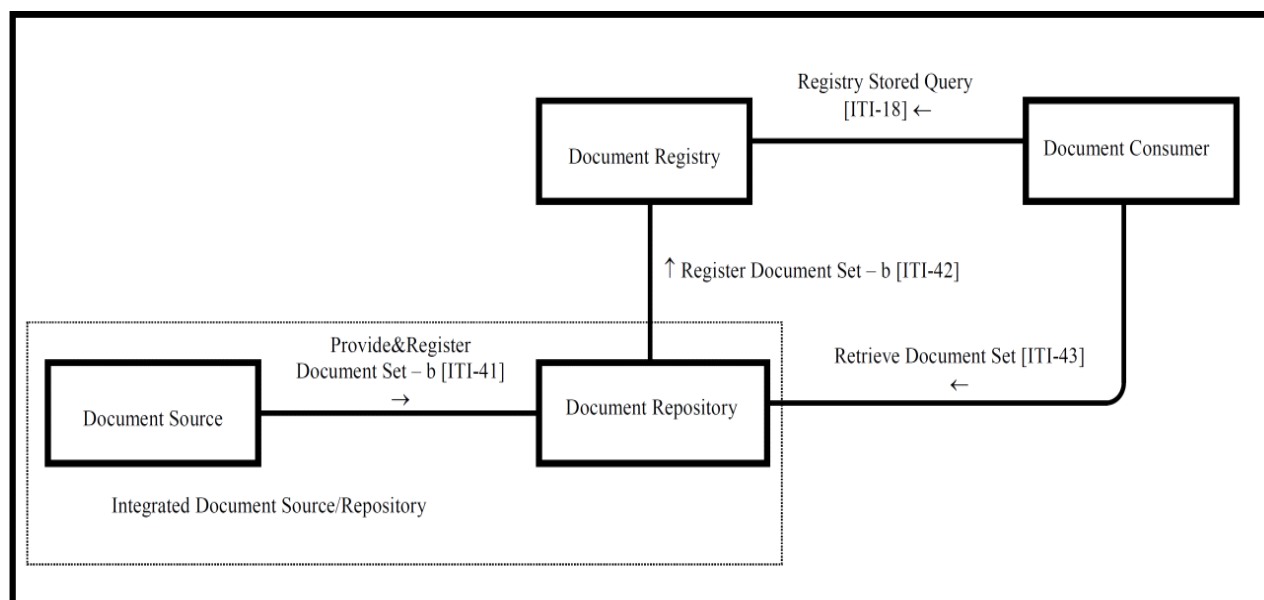 Registry Stored Query
[ITI-18] ←
Document Registry
Document Consumer
↑ Register Document Set – b [ITI-42]
Provide&Register
Document Set – b [ITI-41]
→
Retrieve Document Set [ITI-43]
←
Document Source
Document Repository
Integrated Document Source/Repository